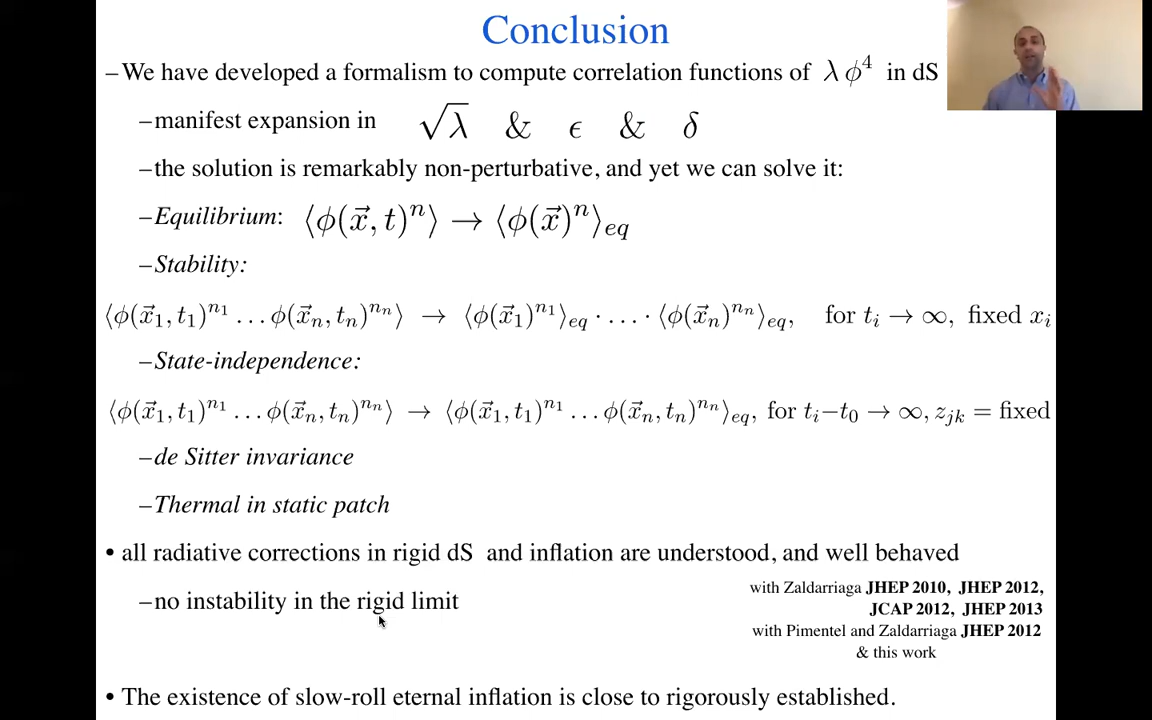 Conclusion
–We have developed a formalism to compute correlation functions of λ ϕ⁴ in dS
–manifest expansion in √λ & ϵ & δ
–the solution is remarkably non-perturbative, and yet we can solve it:
–Equilibrium: ⟨ϕ(x⃗, t)ⁿ⟩ → ⟨ϕ(x⃗)ⁿ⟩_{eq}
–Stability:
⟨ϕ(x⃗₁, t₁)^{n₁} … ϕ(x⃗ₙ, tₙ)^{nₙ}⟩ → ⟨ϕ(x⃗₁)^{n₁}⟩_{eq} · … · ⟨ϕ(x⃗ₙ)^{nₙ}⟩_{eq}, for tᵢ → ∞, fixed xᵢ
–State-independence:
⟨ϕ(x⃗₁, t₁)^{n₁} … ϕ(x⃗ₙ, tₙ)^{nₙ}⟩ → ⟨ϕ(x⃗₁, t₁)^{n₁} … ϕ(x⃗ₙ, tₙ)^{nₙ}⟩_{eq}, for tᵢ−t₀ → ∞, z_{jk} = fixed
–de Sitter invariance
–Thermal in static patch
• all radiative corrections in rigid dS and inflation are understood, and well behaved
–no instability in the rigid limit
with Zaldarriaga JHEP 2010, JHEP 2012,
JCAP 2012, JHEP 2013
with Pimentel and Zaldarriaga JHEP 2012
& this work
• The existence of slow-roll eternal inflation is close to rigorously established.